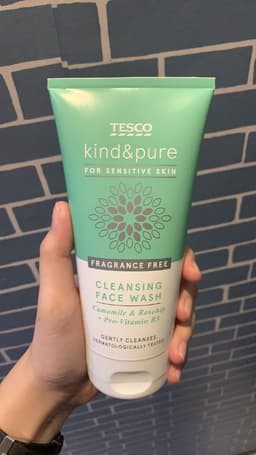 TESCO
kind&pure
FOR SENSITIVE SKIN
FRAGRANCE FREE
CLEANSING
FACE WASH
Camomile & Rosehip
+ Pro-Vitamin B5
GENTLY CLEANSES
DERMATOLOGICALLY TESTED